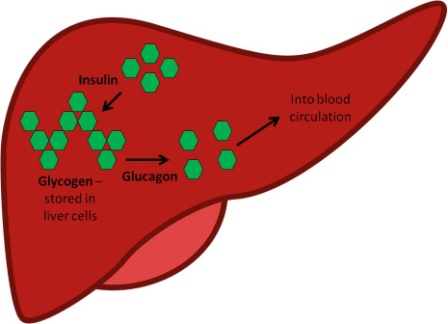 Insulin
Into blood
circulation
Glycogen –
stored in
liver cells
Glucagon